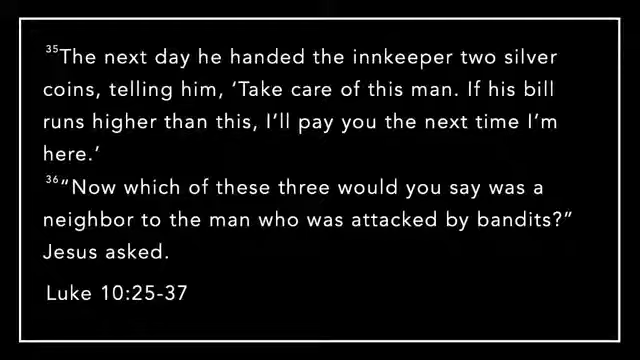 35The next day he handed the innkeeper two silver
coins, telling him, ‘Take care of this man. If his bill
runs higher than this, I’ll pay you the next time I’m
here.’
36“Now which of these three would you say was a
neighbor to the man who was attacked by bandits?”
Jesus asked.
Luke 10:25-37